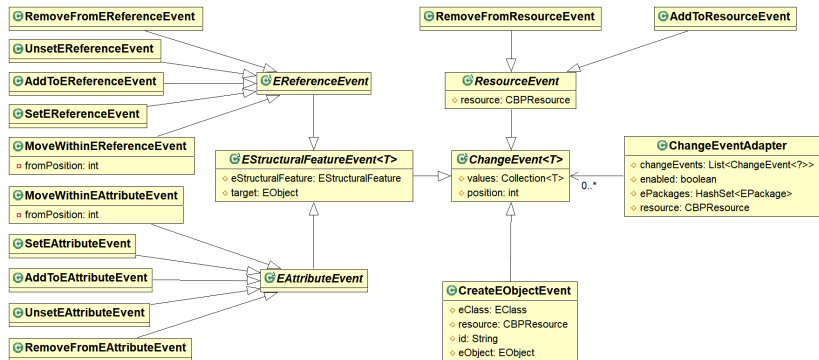 RemoveFromEReferenceEvent
UnsetEReferenceEvent
AddToEReferenceEvent
SetEReferenceEvent
MoveWithinEReferenceEvent
fromPosition: int
MoveWithinEAttributeEvent
fromPosition: int
SetEAttributeEvent
AddToEAttributeEvent
UnsetEAttributeEvent
RemoveFromEAttributeEvent
EReferenceEvent
EStructuralFeatureEvent<T>
eStructuralFeature: EStructuralFeature
target: EObject
EAttributeEvent
RemoveFromResourceEvent
AddToResourceEvent
ResourceEvent
resource: CBPResource
ChangeEvent<T>
values: Collection<T>
position: int
0..*
ChangeEventAdapter
changeEvents: List<ChangeEvent<?>>
enabled: boolean
ePackages: HashSet<EPackage>
resource: CBPResource
CreateEObjectEvent
eClass: EClass
resource: CBPResource
id: String
eObject: EObject